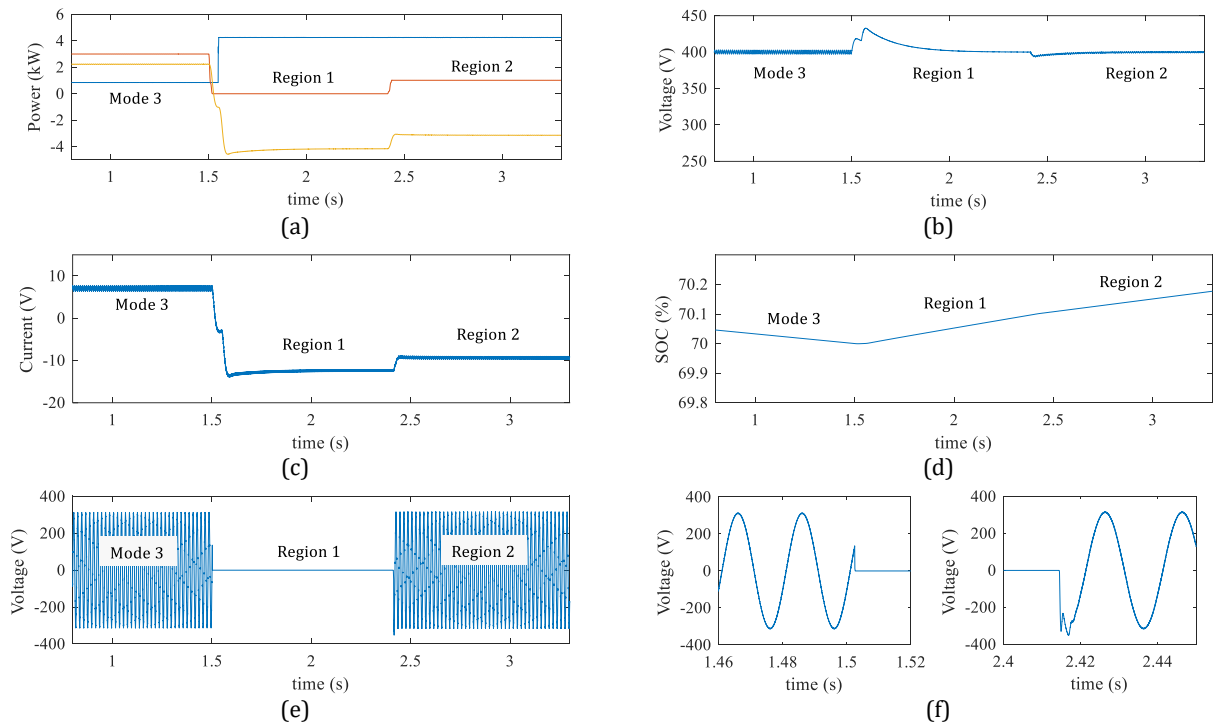 6
4
2
0
-2
-4
Power (kW)
Mode 3
Region 1
Region 2
1
1.5
2
2.5
3
time (s)
(a)
450
400
350
300
250
Voltage (V)
Mode 3
Region 1
Region 2
1
1.5
2
2.5
3
time (s)
(b)
10
0
-10
-20
Current (V)
Mode 3
Region 1
Region 2
1
1.5
2
2.5
3
time (s)
(c)
70.2
70.1
70
69.9
69.8
SOC (%)
Mode 3
Region 1
Region 2
1
1.5
2
2.5
3
time (s)
(d)
400
200
0
-200
-400
Voltage (V)
Mode 3
Region 1
Region 2
1
1.5
2
2.5
3
time (s)
(e)
400
200
0
-200
-400
Voltage (V)
1.46
1.48
1.5
1.52
time (s)
400
200
0
-200
-400
Voltage (V)
2.4
2.42
2.44
time (s)
(f)